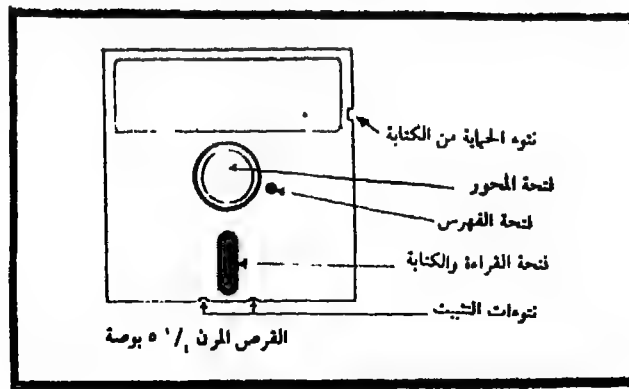 نتوء الحماية من الكتابة
فتحة المحور
فتحة الفهرس
فتحة القراءة والكتابة
نتوءات التثبيت
القرص المرن ٥ ١/٤ بوصة